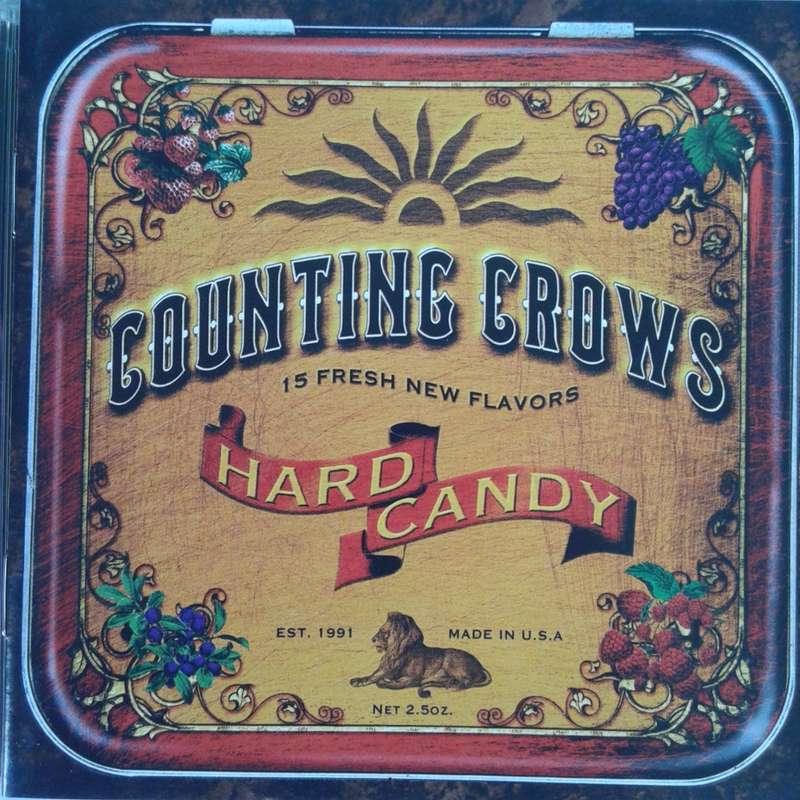 COUNTING CROWS
15 FRESH NEW FLAVORS
HARD
CANDY
EST. 1991
MADE IN U.S.A
NET 2.5OZ.